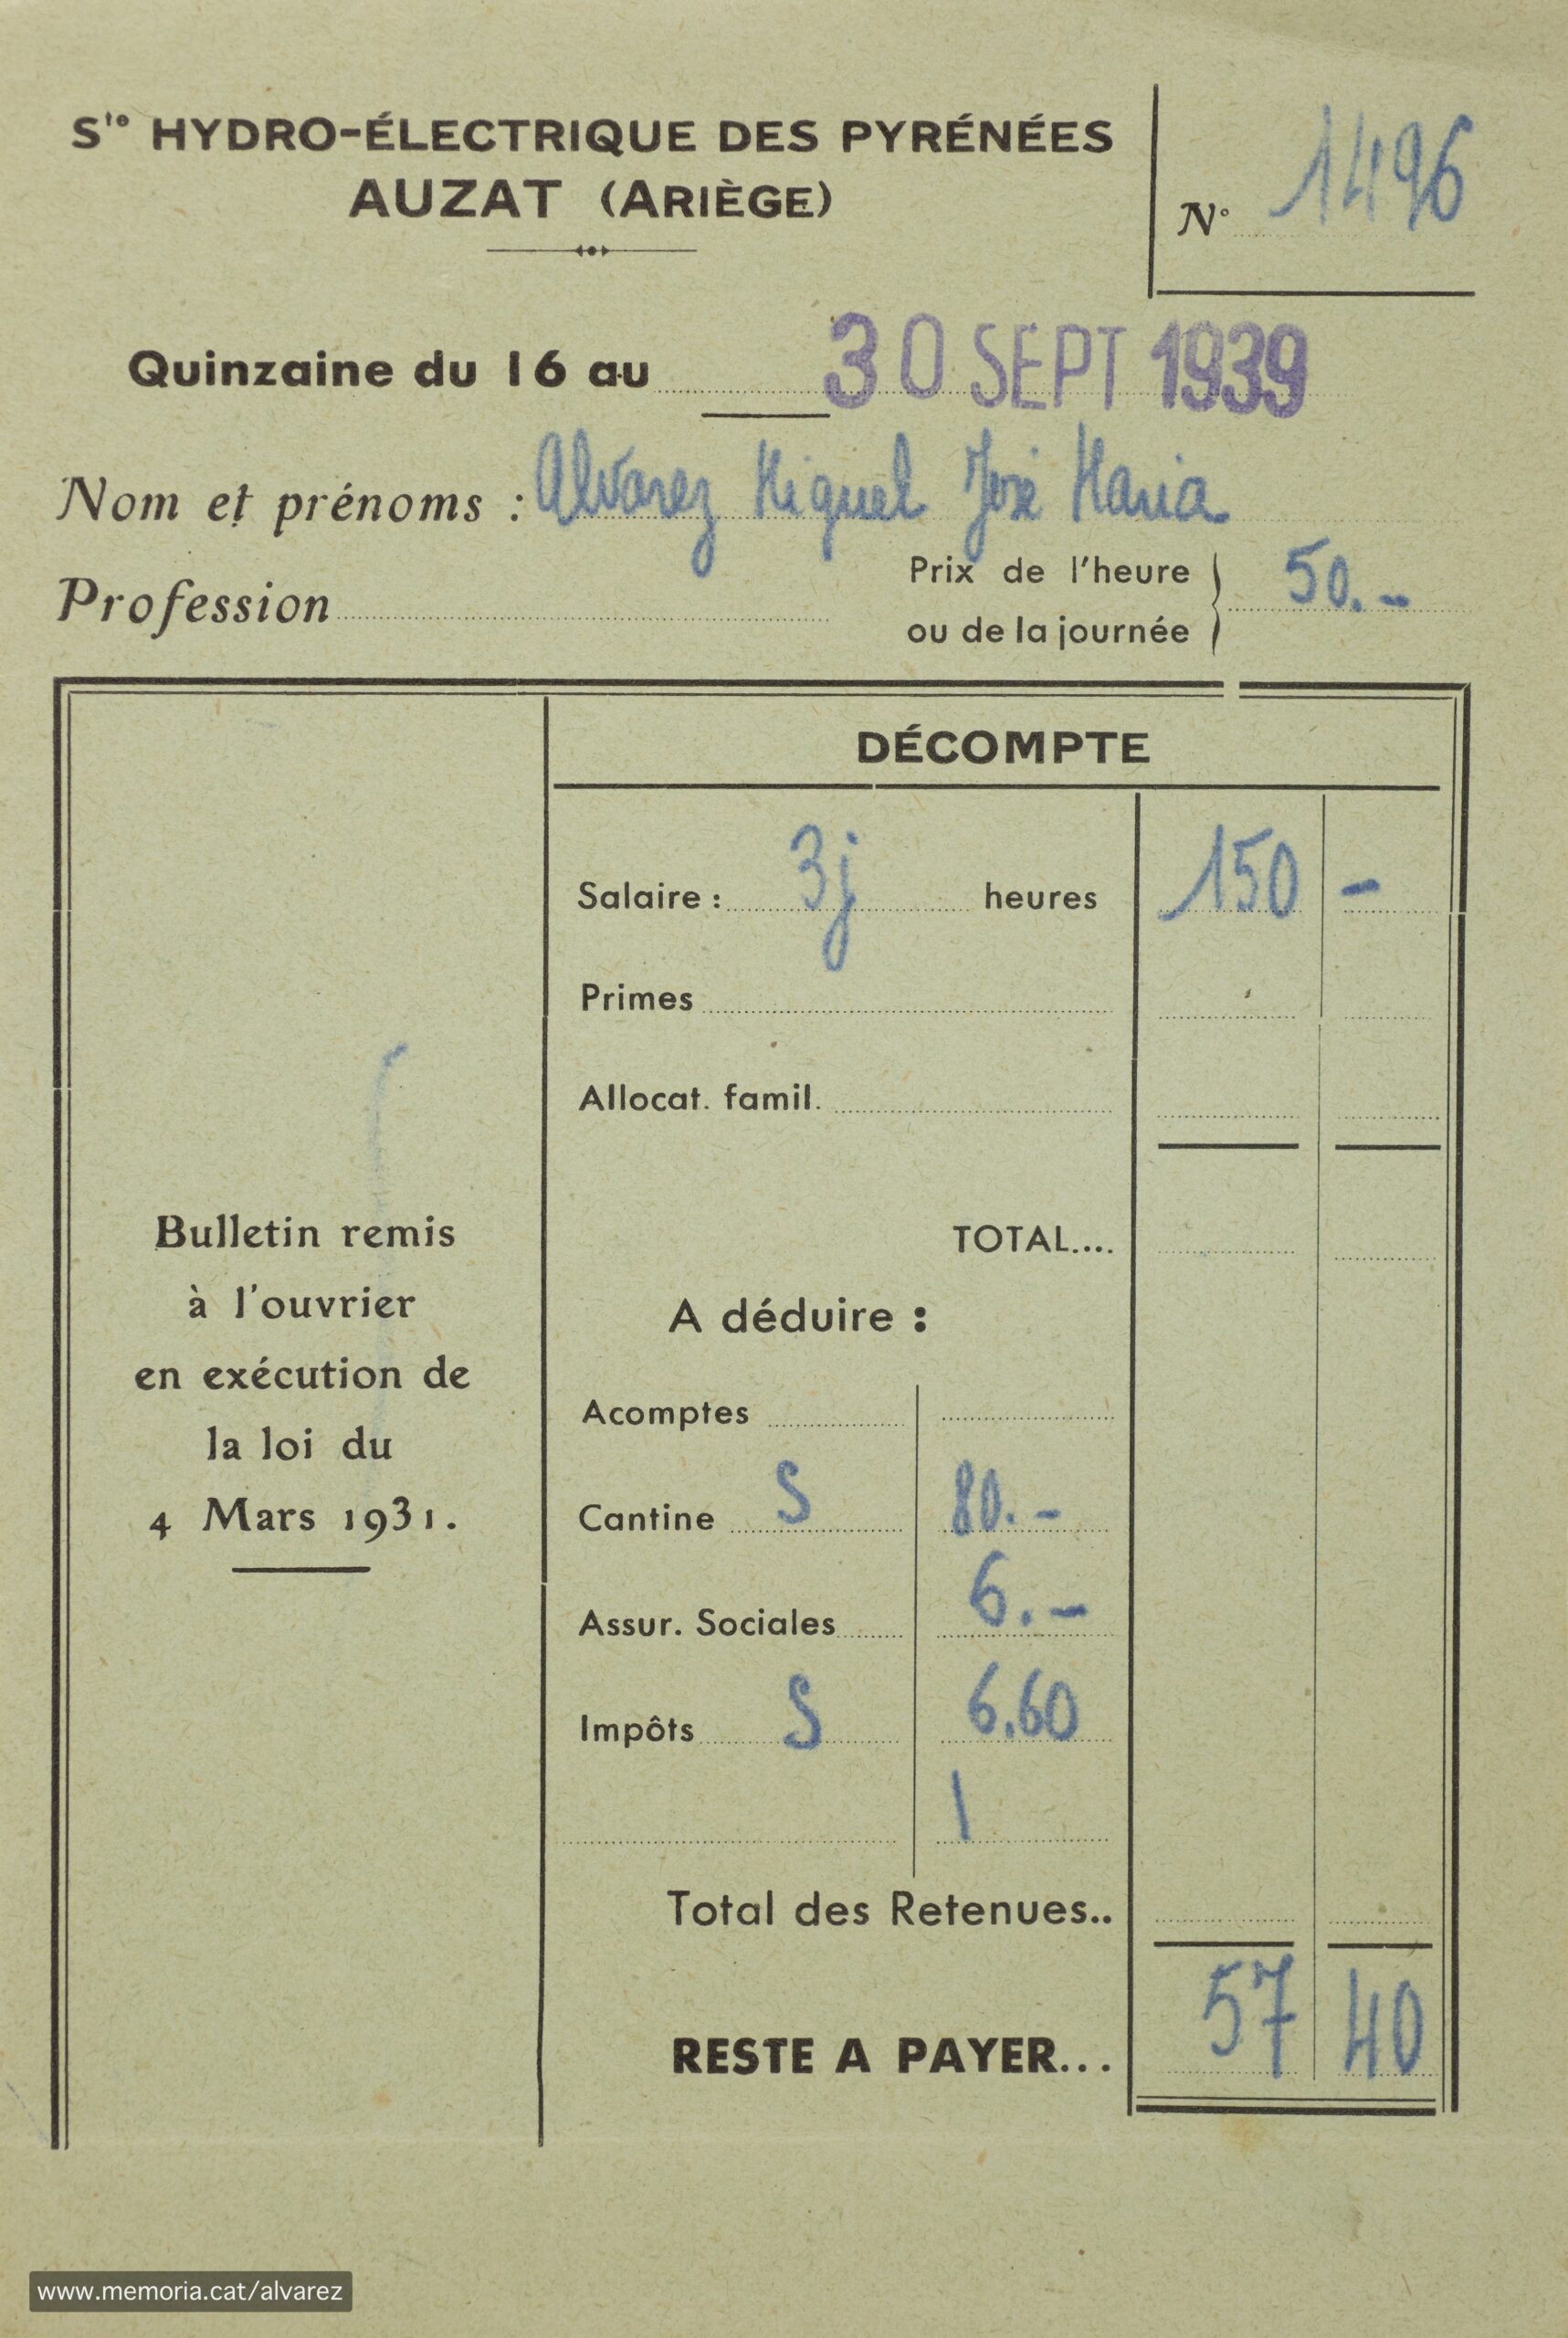 Sté HYDRO-ÉLECTRIQUE DES PYRÉNÉES
AUZAT (ARIÈGE)
N° 1496
Quinzaine du 16 au 30 SEPT 1939
Nom et prénoms : Alvarez Miguel José Maria
Profession
Prix de l'heure
ou de la journée
50.-
DÉCOMPTE
Salaire : 3j heures 150 -
Primes
Allocat. famil.
TOTAL....
Bulletin remis
à l'ouvrier
en exécution de
la loi du
4 Mars 1931.
A déduire :
Acomptes
Cantine S 80.-
Assur. Sociales 6.-
Impôts S 6.60
Total des Retenues..
RESTE A PAYER... 57 40
www.memoria.cat/alvarez